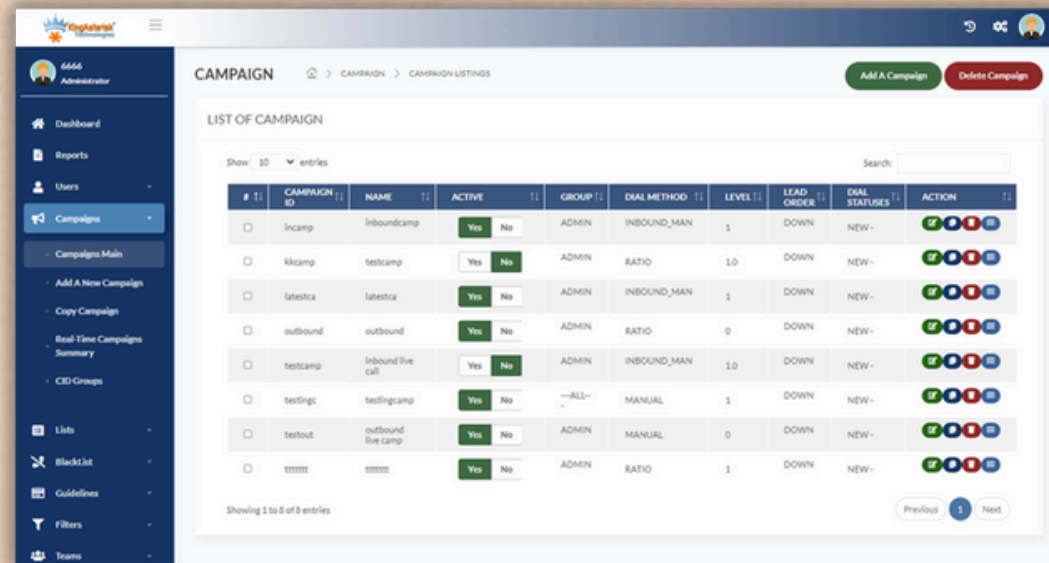 KingAsterisk
Technologies
6666
Administrator
Dashboard
Reports
Users
Campaigns
Campaigns Main
Add A New Campaign
Copy Campaign
Real-Time Campaigns
Summary
CID Groups
Lists
BlackList
Guidelines
Filters
Teams
CAMPAIGN > CAMPAIGN > CAMPAIGN LISTINGS
Add A Campaign Delete Campaign
LIST OF CAMPAIGN
Show 10 entries Search:
# CAMPAIGN ID NAME ACTIVE GROUP DIAL METHOD LEVEL LEAD ORDER DIAL STATUSES ACTION
incamp inboundcamp Yes No ADMIN INBOUND_MAN 1 DOWN NEW -
kkcamp testcamp Yes No ADMIN RATIO 1.0 DOWN NEW -
latestca latestca Yes No ADMIN INBOUND_MAN 1 DOWN NEW -
outbound outbound Yes No ADMIN RATIO 0 DOWN NEW -
testcamp inbound live call Yes No ADMIN INBOUND_MAN 1.0 DOWN NEW -
testingc testingcamp Yes No ---ALL--- MANUAL 1 DOWN NEW -
testout outbound live camp Yes No ADMIN MANUAL 0 DOWN NEW -
Yes No ADMIN RATIO 1 DOWN NEW -
Showing 1 to 8 of 8 entries
Previous 1 Next